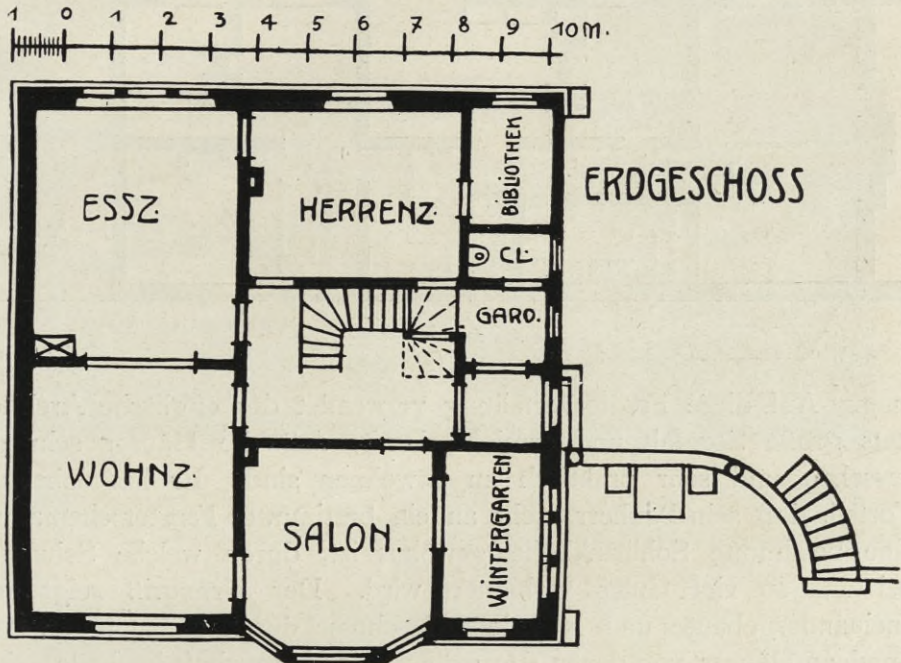 1 0 1 2 3 4 5 6 7 8 9 10 m.
ERDGESCHOSS
ESSZ.
HERRENZ.
BIBLIOTHEK
CL.
GARD.
WOHNZ.
SALON.
WINTERGARTEN